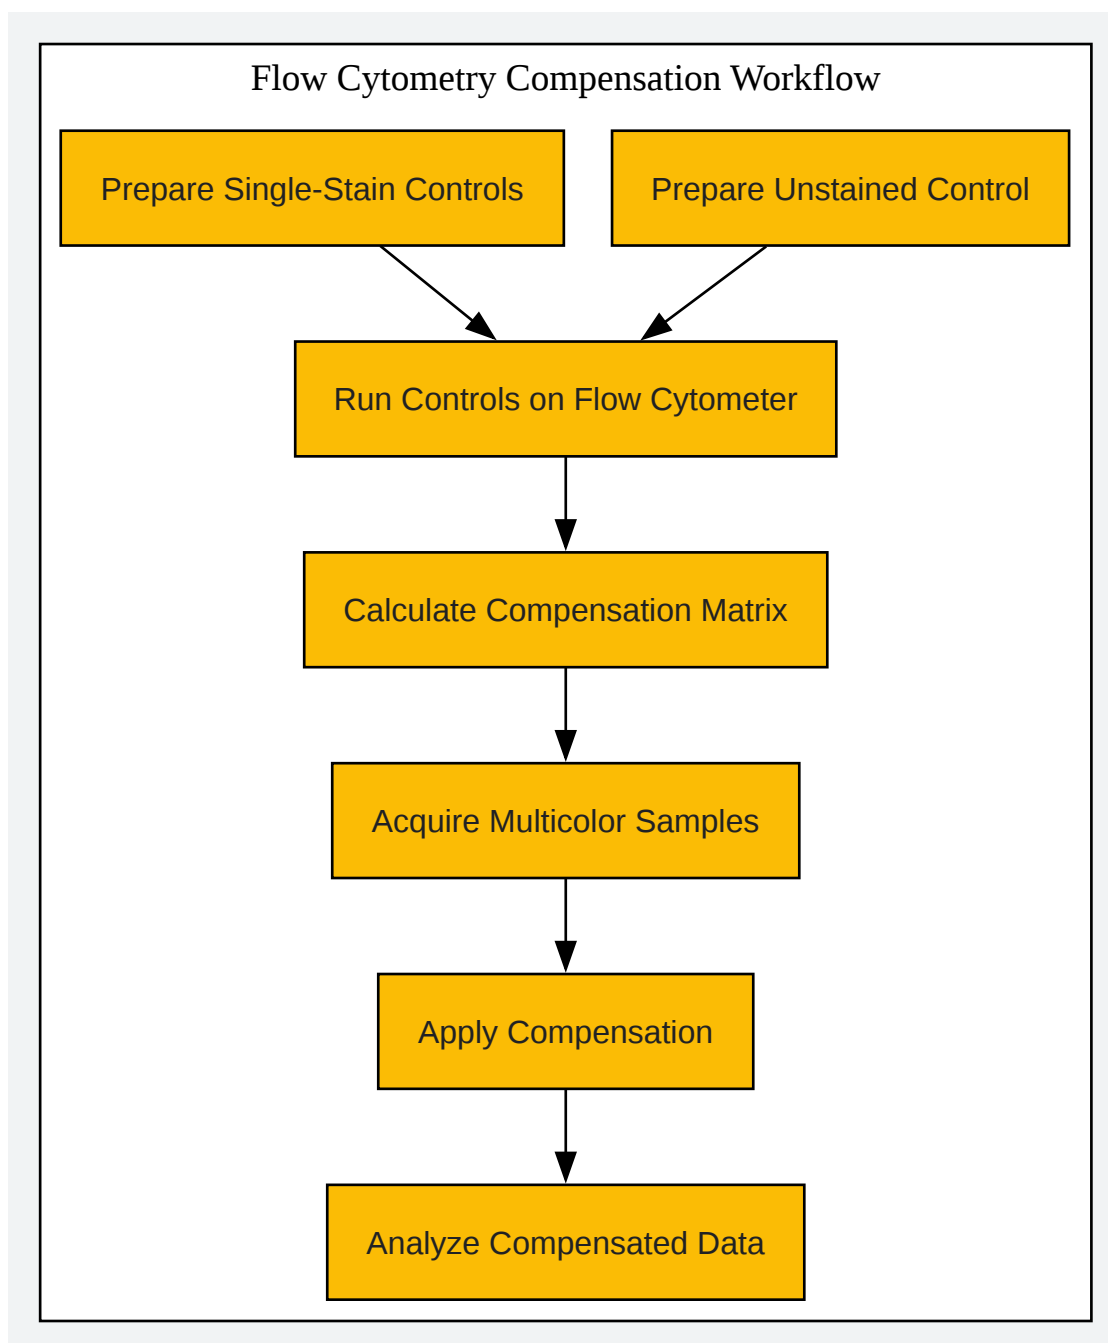 Flow Cytometry Compensation Workflow
Prepare Single-Stain Controls
Prepare Unstained Control
Run Controls on Flow Cytometer
Calculate Compensation Matrix
Acquire Multicolor Samples
Apply Compensation
Analyze Compensated Data